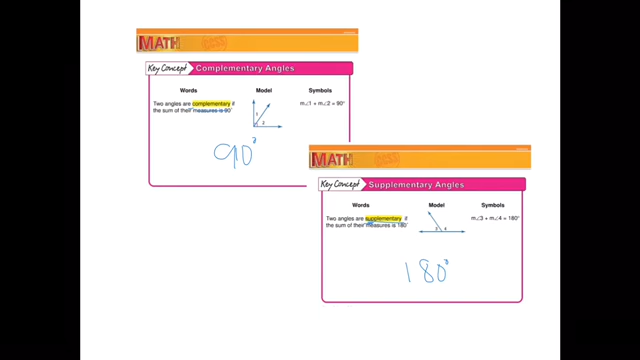 MATH
Key Concept Complementary Angles
Words Model Symbols
Two angles are complementary if
the sum of their measures is 90°
1
2
m∠1 + m∠2 = 90°
90°
MATH
Key Concept Supplementary Angles
Words Model Symbols
Two angles are supplementary if
the sum of their measures is 180°
3 4
m∠3 + m∠4 = 180°
180°